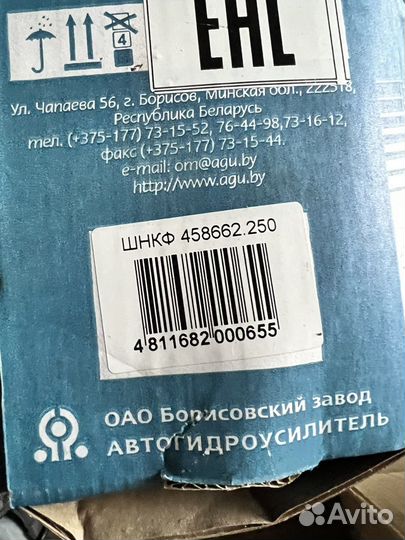 EAC
4
Ул. Чапаева 56, г. Борисов, Минская обл., 222518,
Республика Беларусь
тел. (+375-177) 73-15-52, 76-44-98,73-16-12,
факс (+375-177) 73-15-44.
e-mail: om@agu.by
http://www.agu.by
ШНКФ 458662.250
4 811682 000655
ОАО Борисовский завод
АВТОГИДРОУСИЛИТЕЛЬ
Avito